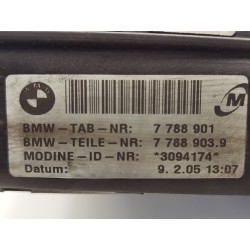 BMW
M
BMW-TAB-NR: 7 788 901
BMW-TEILE-NR: 7 788 903.9
MODINE-ID-NR: *3094174*
Datum: 9. 2.05 13:07